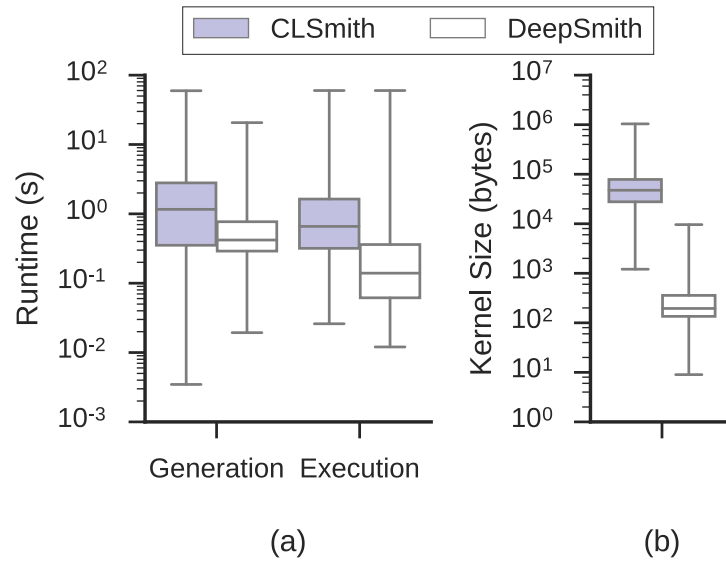 CLSmith DeepSmith
Runtime (s)
10²
10¹
10⁰
10⁻¹
10⁻²
10⁻³
Generation Execution
(a)
Kernel Size (bytes)
10⁷
10⁶
10⁵
10⁴
10³
10²
10¹
10⁰
(b)